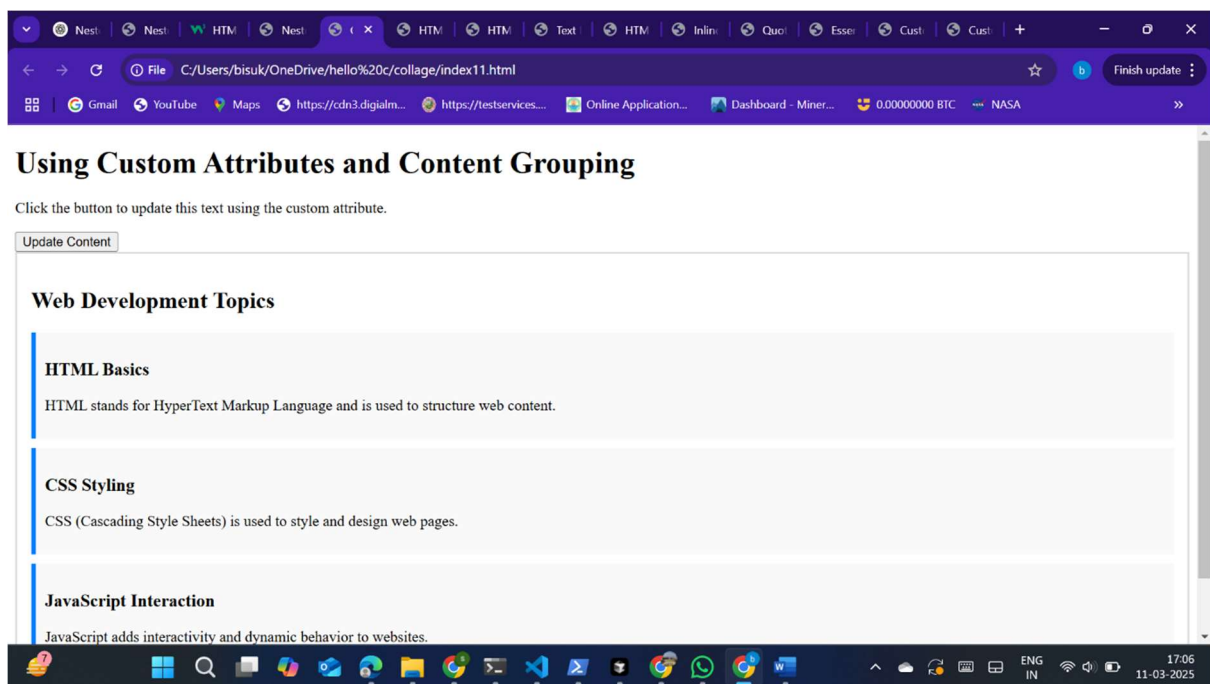 Nest
Nest
HTM
Nest
HTM
HTM
Text
HTM
Inlin
Quot
Esse
Cust
Cust
File C:/Users/bisuk/OneDrive/hello%20c/collage/index11.html
b
Finish update
Gmail YouTube Maps https://cdn3.digialm... https://testservices.... Online Application... Dashboard - Miner... 0.00000000 BTC NASA »
Using Custom Attributes and Content Grouping
Click the button to update this text using the custom attribute.
Update Content
Web Development Topics
HTML Basics
HTML stands for HyperText Markup Language and is used to structure web content.
CSS Styling
CSS (Cascading Style Sheets) is used to style and design web pages.
JavaScript Interaction
JavaScript adds interactivity and dynamic behavior to websites.
ENG
IN
17:06
11-03-2025